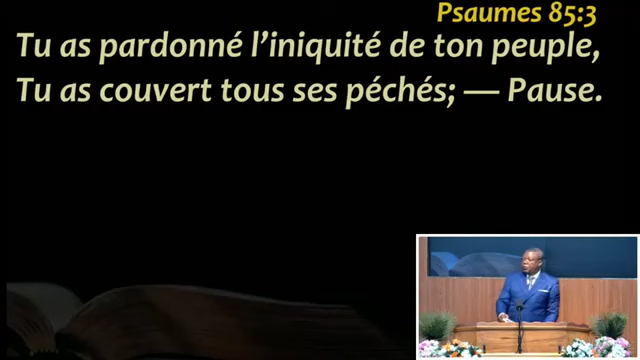 Psaumes 85:3
Tu as pardonné l'iniquité de ton peuple,
Tu as couvert tous ses péchés; — Pause.